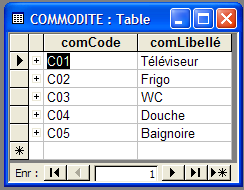 COMMODITE : Table
comCode comLibellé
C01 Téléviseur
C02 Frigo
C03 WC
C04 Douche
C05 Baignoire
Enr : 1